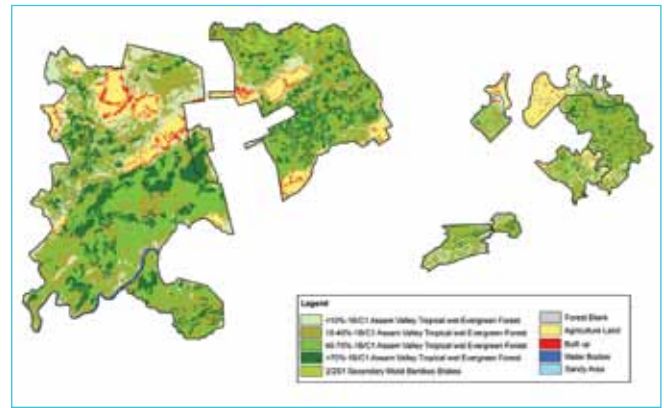 Legend
<10%-1B/C1 Assam Valley Tropical wet Evergreen Forest
10-40%-1B/C1 Assam Valley Tropical wet Evergreen Forest
40-70%-1B/C1 Assam Valley Tropical wet Evergreen Forest
>70%-1B/C1 Assam Valley Tropical wet Evergreen Forest
2/2S1 Secondary Moist Bamboo Brakes
Forest Blank
Agriculture Land
Built up
Water Bodies
Sandy Area